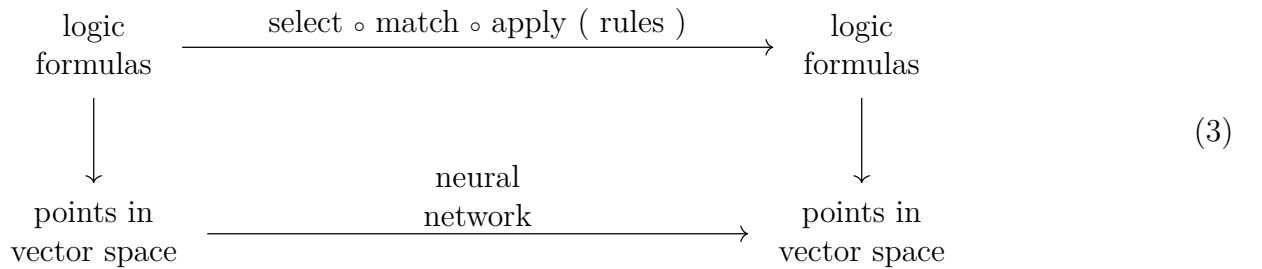 logic
formulas
select ∘ match ∘ apply ( rules )
logic
formulas
(3)
points in
vector space
neural
network
points in
vector space